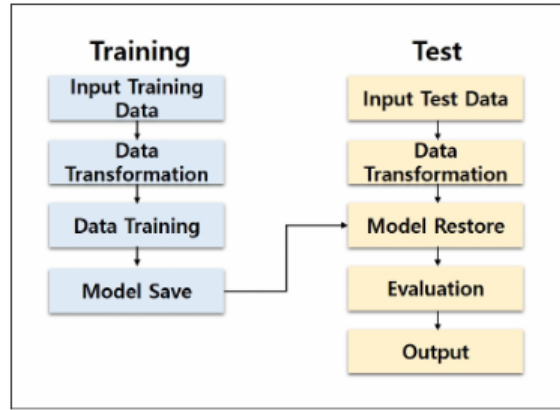 Training
Input Training
Data
Data
Transformation
Data Training
Model Save
Test
Input Test Data
Data
Transformation
Model Restore
Evaluation
Output